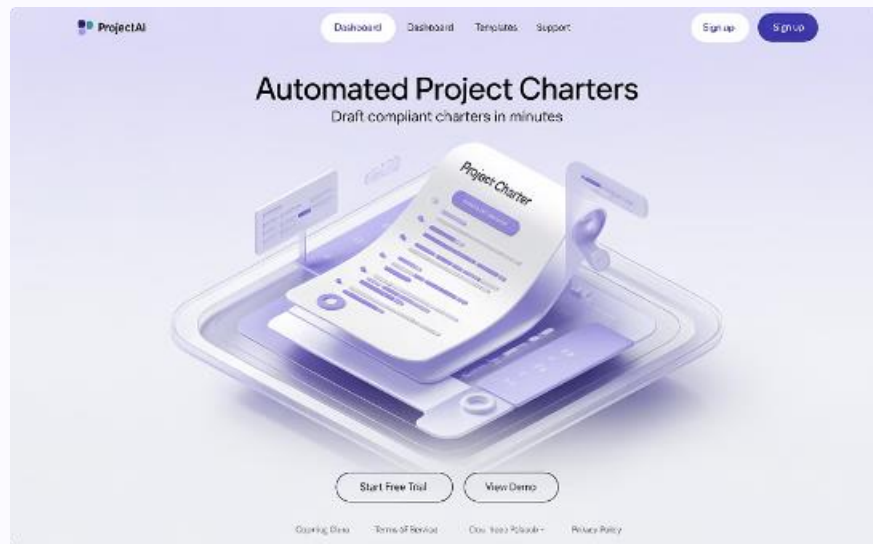 ProjectAI
Dashboard Dashboard Templates Support
Sign up Sign up
Automated Project Charters
Draft compliant charters in minutes
Project Charter
Start Free Trial View Demo
Terms of Service Privacy Policy